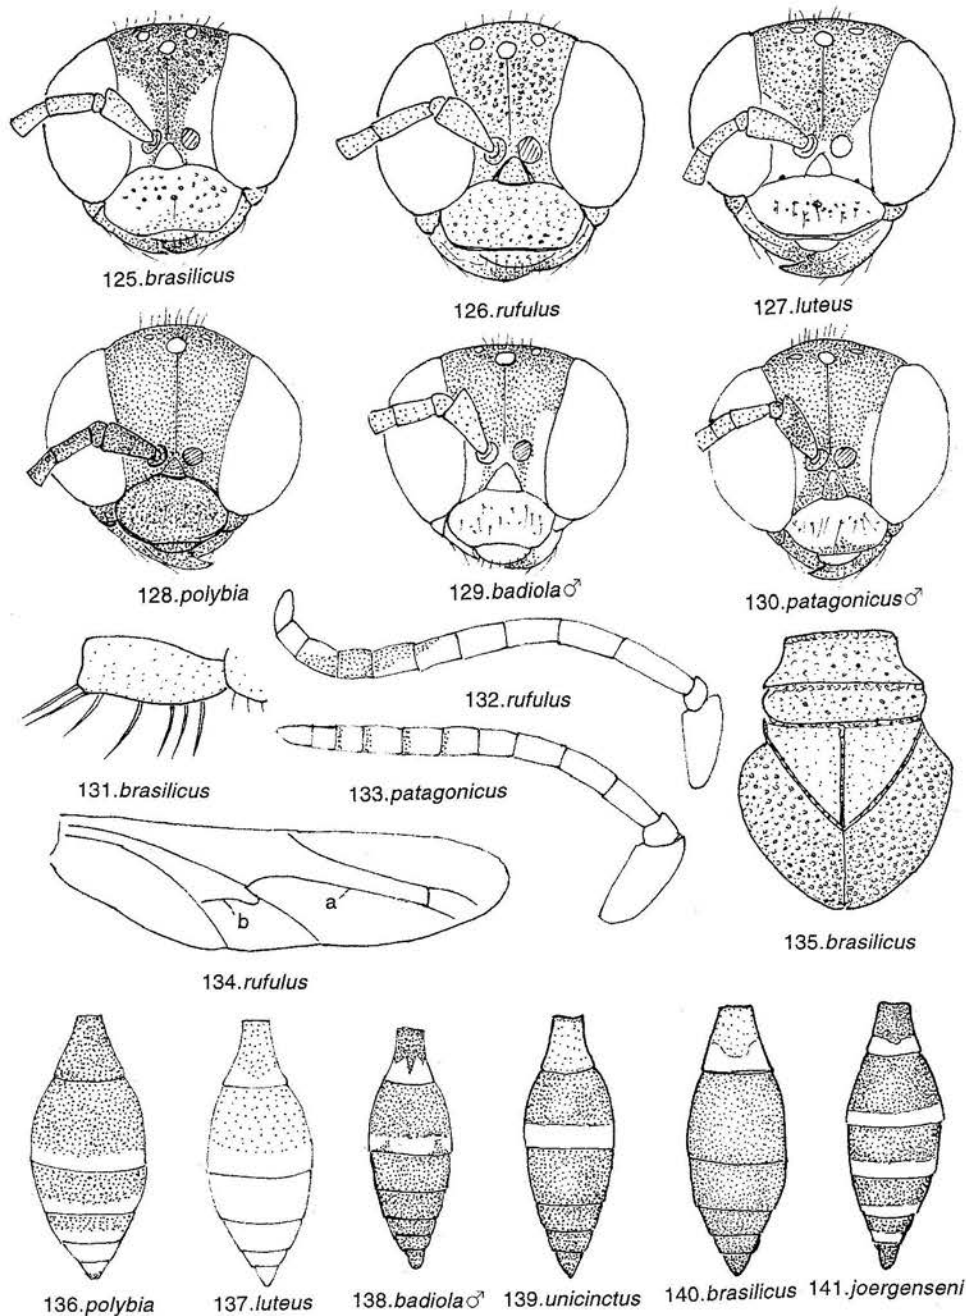 125.brasilicus
126.rufulus
127.luteus
128.polybia
129.badiola♂
130.patagonicus♂
131.brasilicus
132.rufulus
133.patagonicus
a
b
134.rufulus
135.brasilicus
136.polybia
137.luteus
138.badiola♂
139.unicinctus
140.brasilicus
141.joergenseni